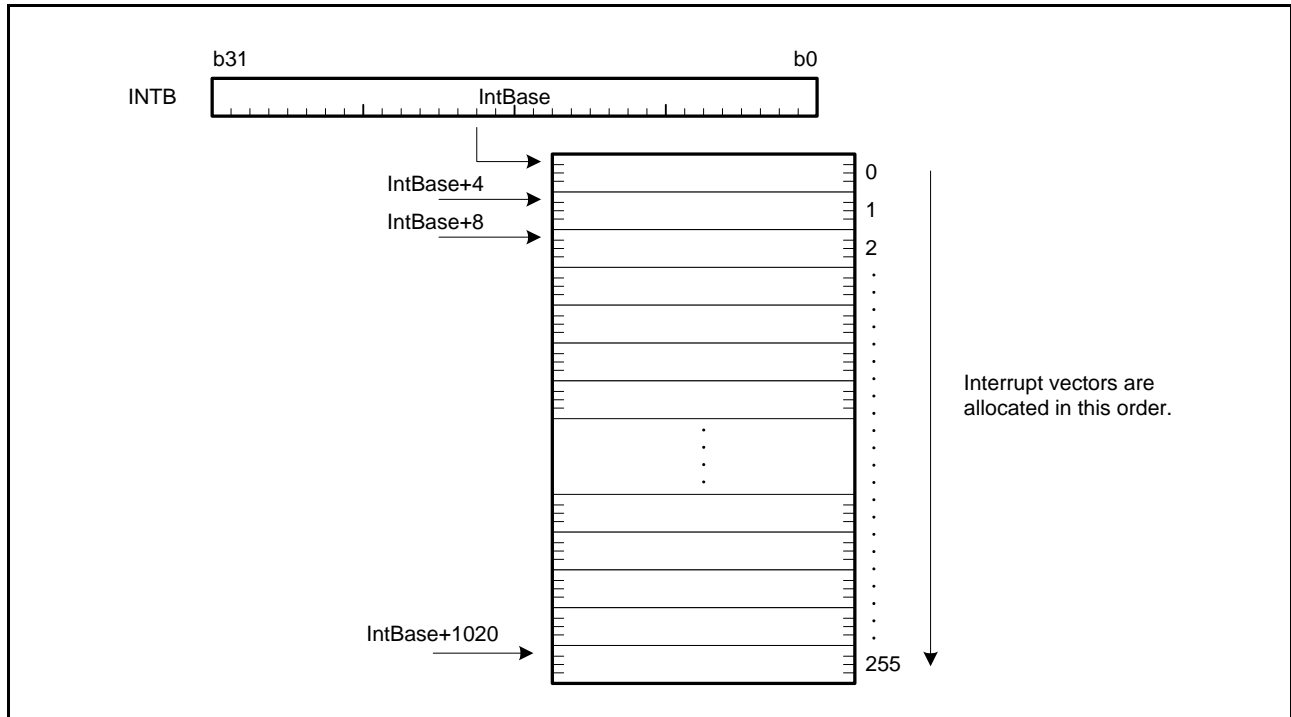 b31 b0
INTB IntBase
IntBase+4
IntBase+8
0
1
2
Interrupt vectors are
allocated in this order.
IntBase+1020
255